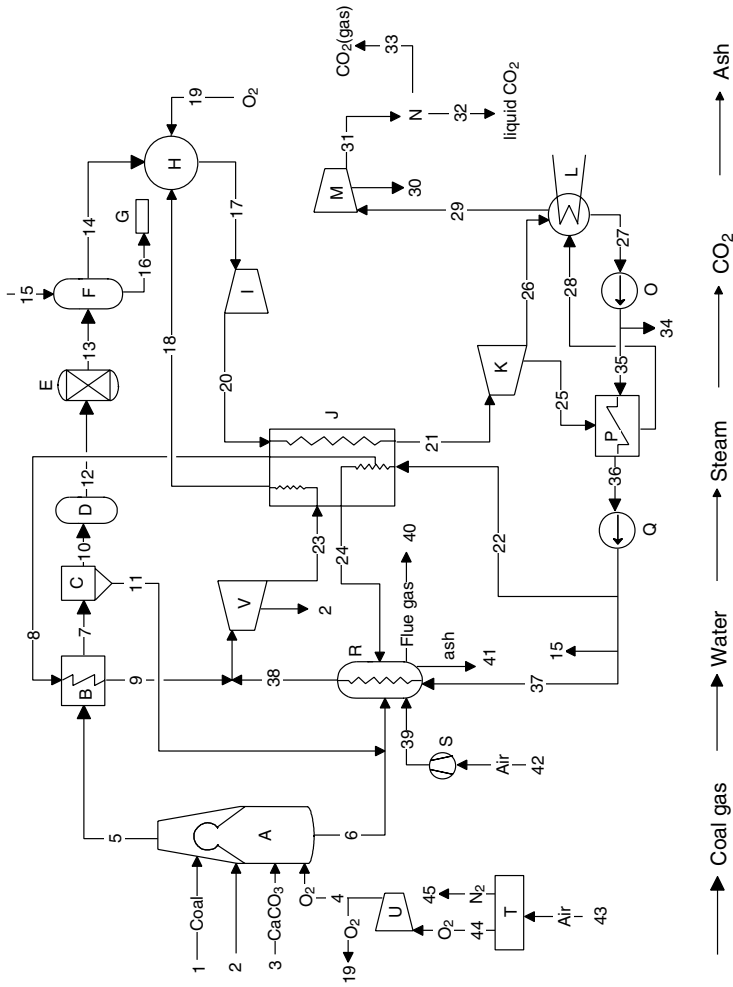 CO₂(gas)
33
19
O₂
31
N
32
liquid CO₂
H
M
30
14
17
29
L
G
15
16
F
I
26
28
27
O
13
18
34
E
20
K
35
25
12
J
21
P
D
36
10
23
24
22
Q
C
11
40
8
7
V
2
Flue gas
9
38
R
ash
41
15
B
37
39
S
Air
42
5
A
6
1 Coal
2
3 CaCO₃
O₂
4
19
O₂
U
45
N₂
44
O₂
T
Air
43
Coal gas
Water
Steam
CO₂
Ash